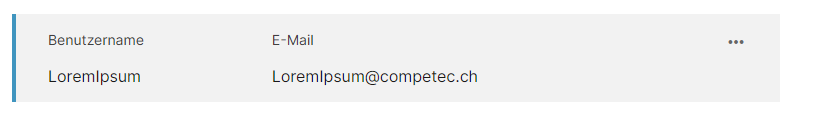 Benutzername E-Mail •••
LoremIpsum LoremIpsum@competec.ch